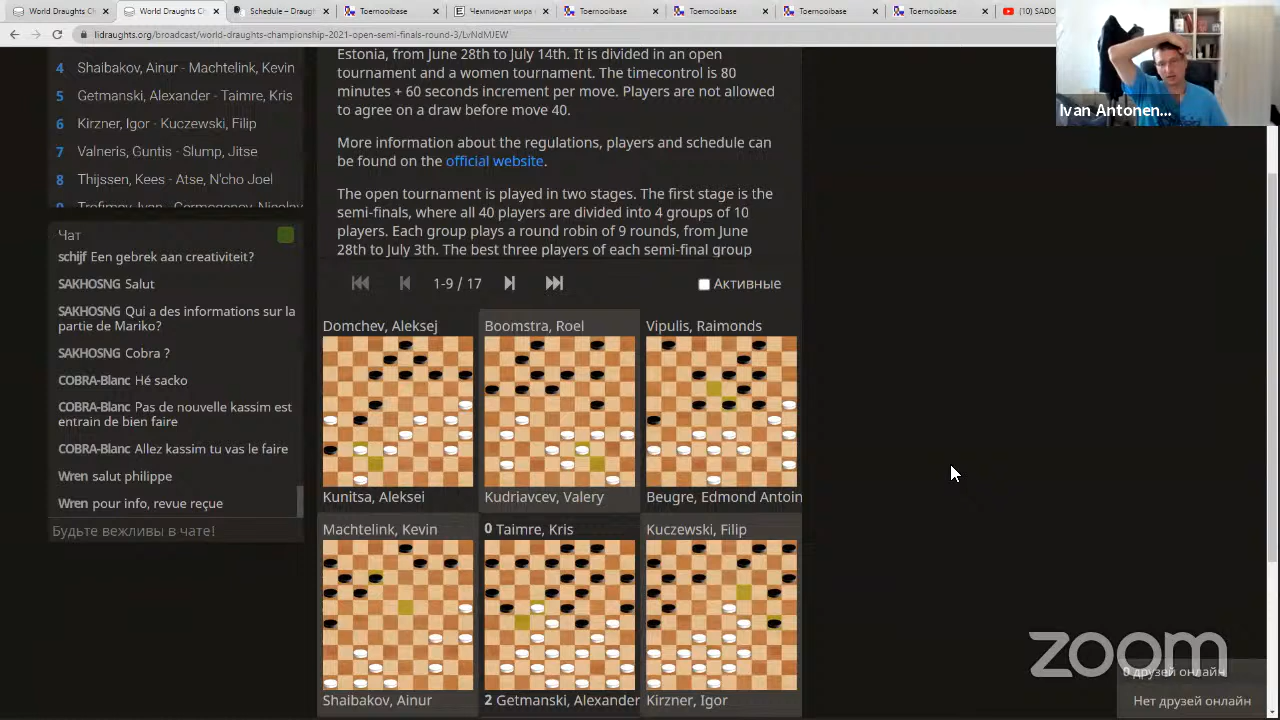 World Draughts Ch
World Draughts Ch
Schedule – Draugh
Toernooibase
Чемпионат мира
Toernooibase
Toernooibase
Toernooibase
Toernooibase
(10) SADO
lidraughts.org/broadcast/world-draughts-championship-2021-open-semi-finals-round-3/
4 Shaibakov, Ainur - Machtelink, Kevin
5 Getmanski, Alexander - Taimre, Kris
6 Kirzner, Igor - Kuczewski, Filip
7 Valneris, Guntis - Slump, Jitse
8 Thijssen, Kees - Atse, N'cho Joel
Чат
schijf Een gebrek aan creativiteit?
SAKHOSNG Salut
SAKHOSNG Qui a des informations sur la
partie de Mariko?
SAKHOSNG Cobra ?
COBRA-Blanc Hé sacko
COBRA-Blanc Pas de nouvelle kassim est
entrain de bien faire
COBRA-Blanc Allez kassim tu vas le faire
Wren salut philippe
Wren pour info, revue reçue
Будьте вежливы в чате!
Estonia, from June 28th to July 14th. It is divided in an open
tournament and a women tournament. The timecontrol is 80
minutes + 60 seconds increment per move. Players are not allowed
to agree on a draw before move 40.
More information about the regulations, players and schedule can
be found on the official website.
The open tournament is played in two stages. The first stage is the
semi-finals, where all 40 players are divided into 4 groups of 10
players. Each group plays a round robin of 9 rounds, from June
28th to July 3th. The best three players of each semi-final group
1-9 / 17
Активные
Domchev, Aleksej
Boomstra, Roel
Vipulis, Raimonds
Kunitsa, Aleksei
Kudriavcev, Valery
Beugre, Edmond Antoin
Machtelink, Kevin
0 Taimre, Kris
Kuczewski, Filip
Shaibakov, Ainur
2 Getmanski, Alexander
Kirzner, Igor
Ivan Antonen...
zoom
0 друзей онлайн
Нет друзей онлайн